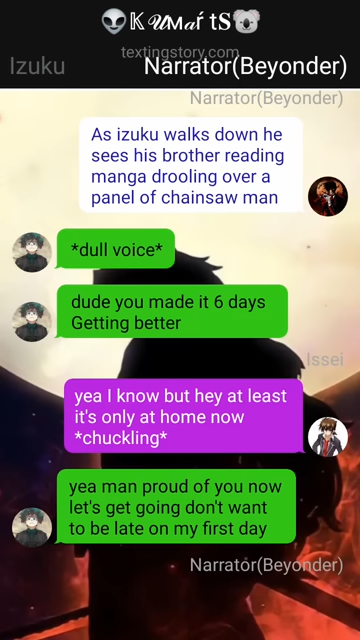 👽𝕂 𝓤ᴍₐŕ tS🐨
textingstory.com
Izuku Narrator(Beyonder)
Narrator(Beyonder)
As izuku walks down he
sees his brother reading
manga drooling over a
panel of chainsaw man
*dull voice*
dude you made it 6 days
Getting better
Issei
yea I know but hey at least
it's only at home now
*chuckling*
yea man proud of you now
let's get going don't want
to be late on my first day
Narrator(Beyonder)